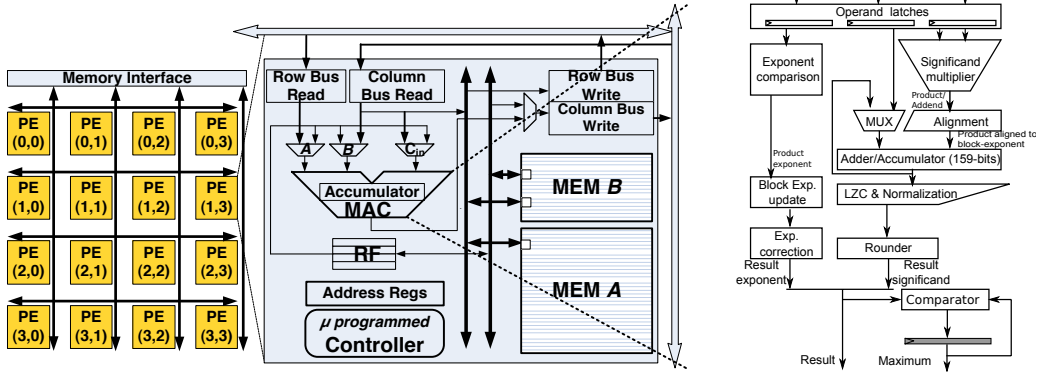 Memory Interface
PE
(0,0)
PE
(0,1)
PE
(0,2)
PE
(0,3)
PE
(1,0)
PE
(1,1)
PE
(1,2)
PE
(1,3)
PE
(2,0)
PE
(2,1)
PE
(2,2)
PE
(2,3)
PE
(3,0)
PE
(3,1)
PE
(3,2)
PE
(3,3)
Row Bus
Read
Column
Bus Read
Row Bus
Write
Column Bus
Write
A
B
Cin
Accumulator
MAC
RF
Address Regs
μ programmed
Controller
MEM B
MEM A
Operand latches
Exponent
comparison
Significand
multiplier
Product/
Addend
MUX
Alignment
Product aligned to
block-exponent
Adder/Accumulator (159-bits)
Product
exponent
Block Exp.
update
LZC & Normalization
Exp.
correction
Rounder
Result
exponent
Result
significand
Comparator
Result
Maximum